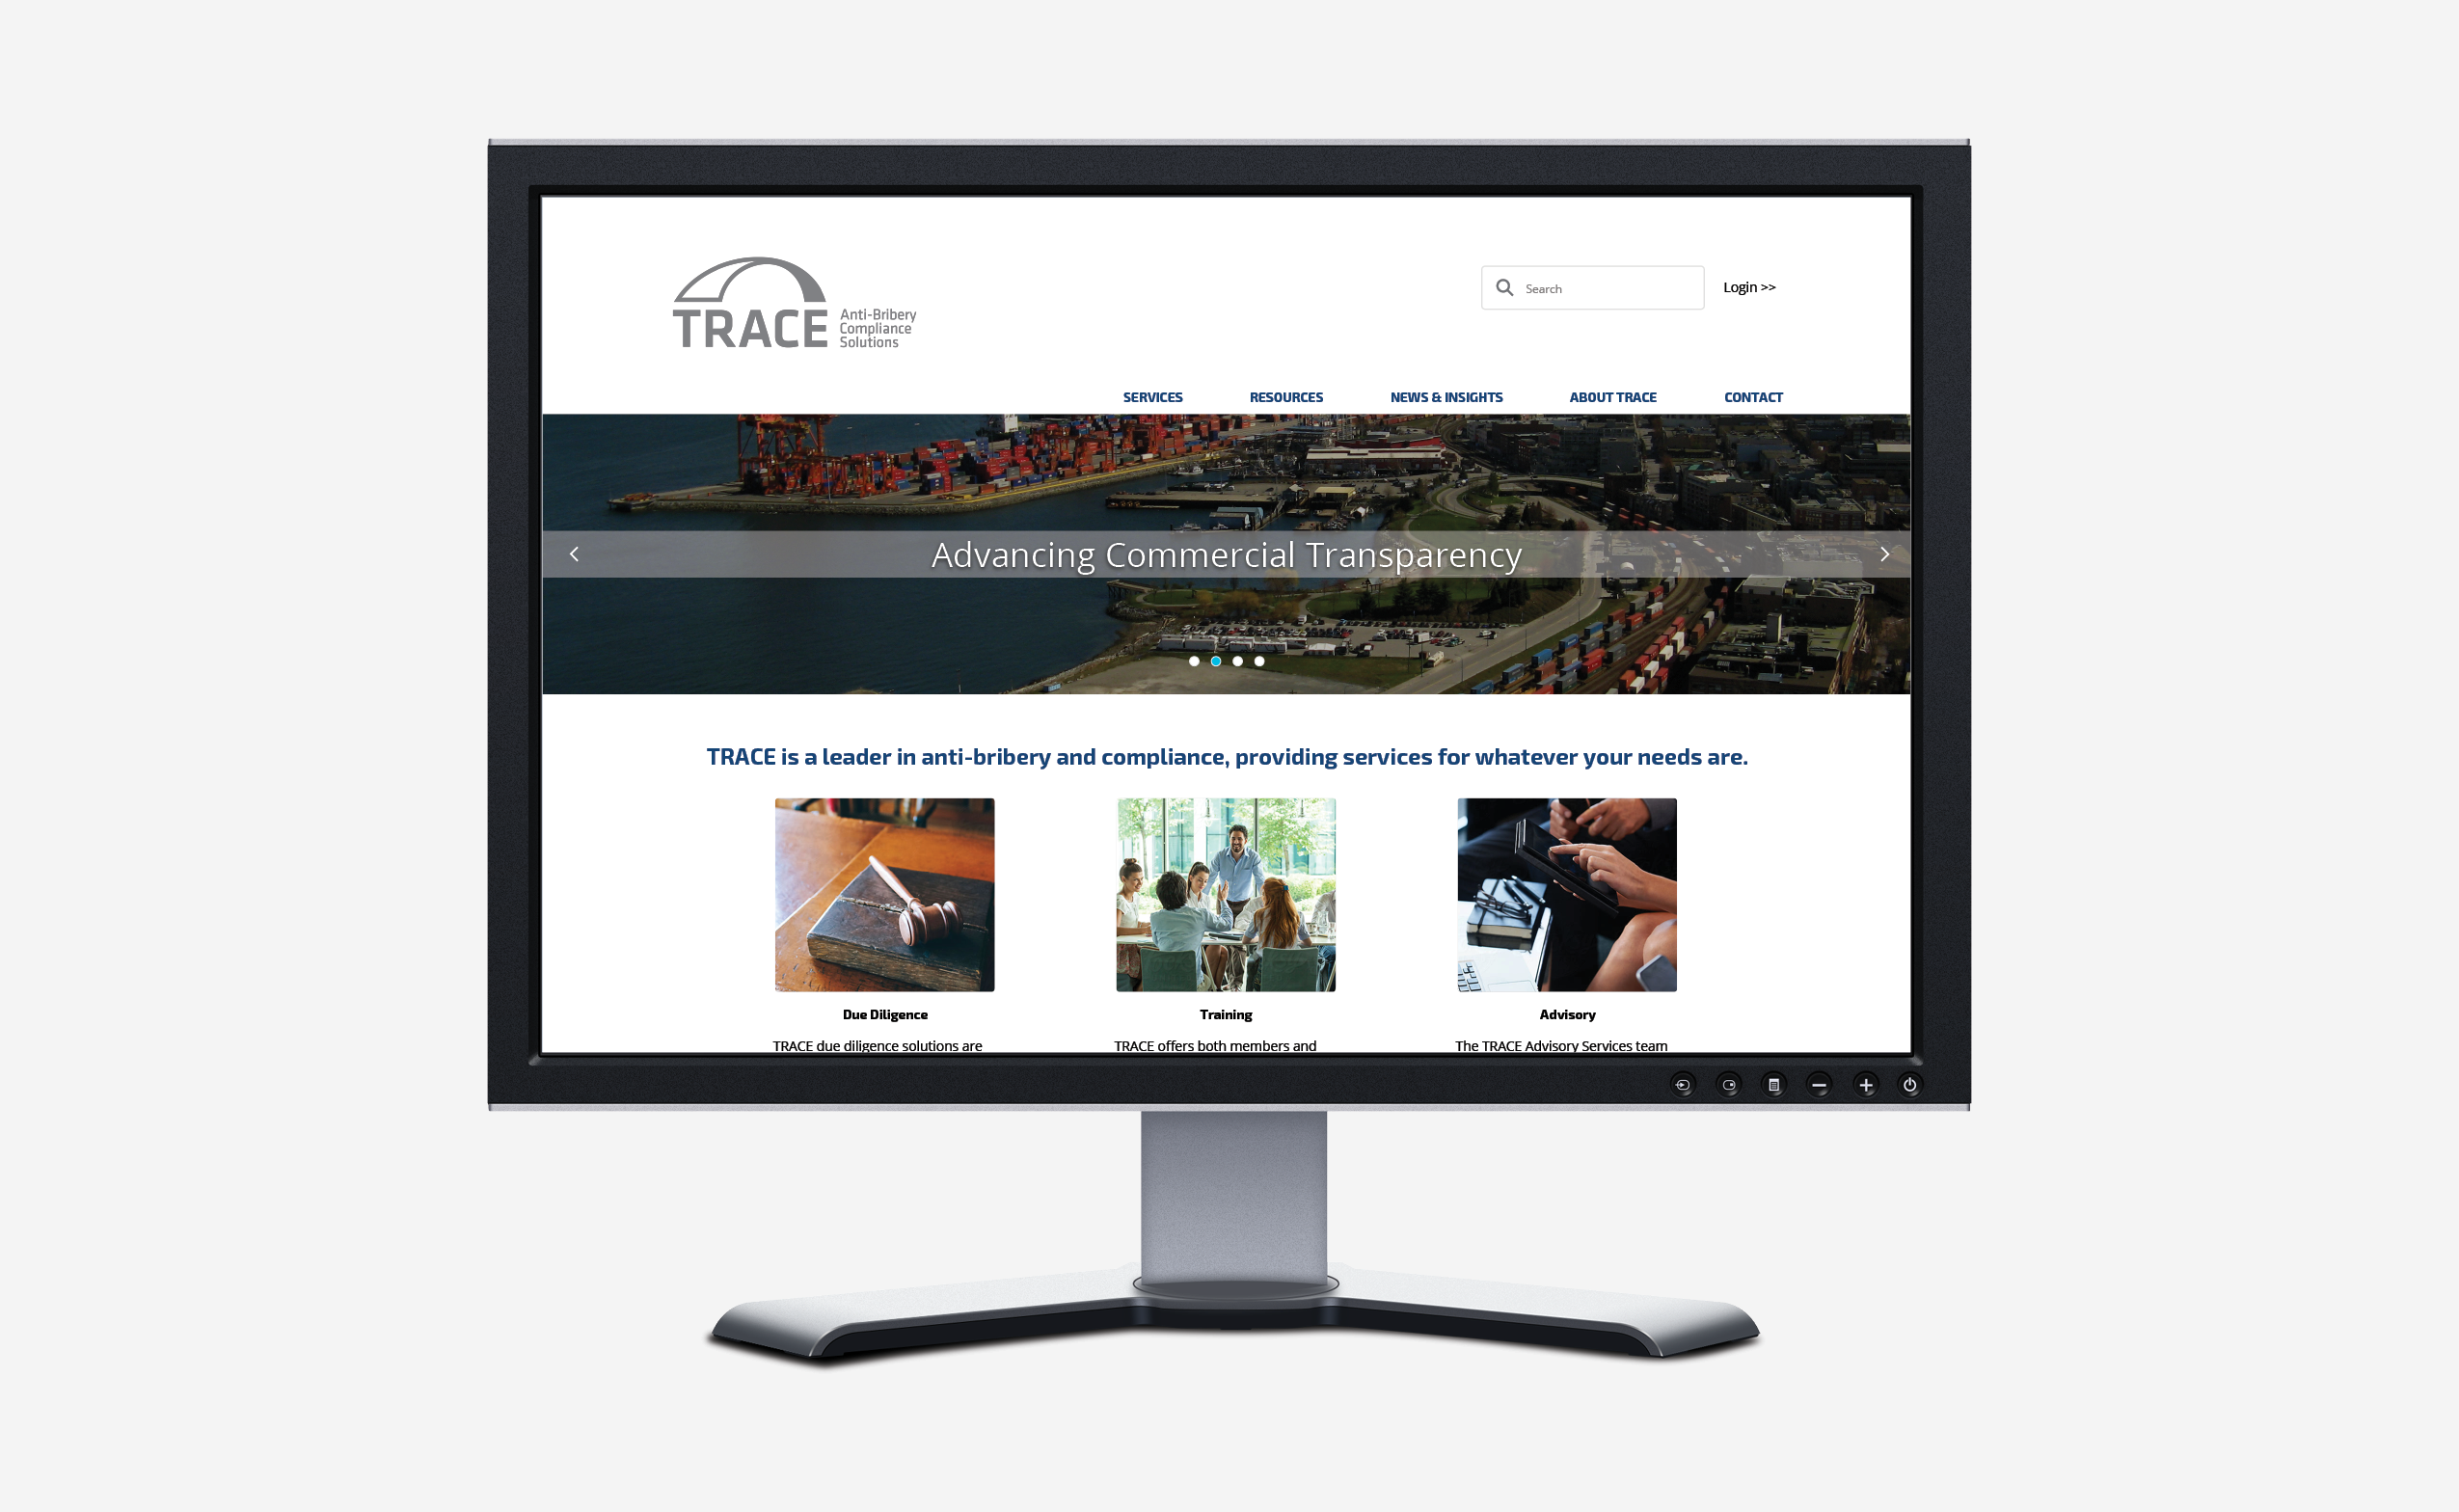 TRACE
Anti-Bribery
Compliance
Solutions
Search
Login >>
SERVICES RESOURCES NEWS & INSIGHTS ABOUT TRACE CONTACT
Advancing Commercial Transparency
TRACE is a leader in anti-bribery and compliance, providing services for whatever your needs are.
Due Diligence
Training
Advisory
TRACE due diligence solutions are
TRACE offers both members and
The TRACE Advisory Services team